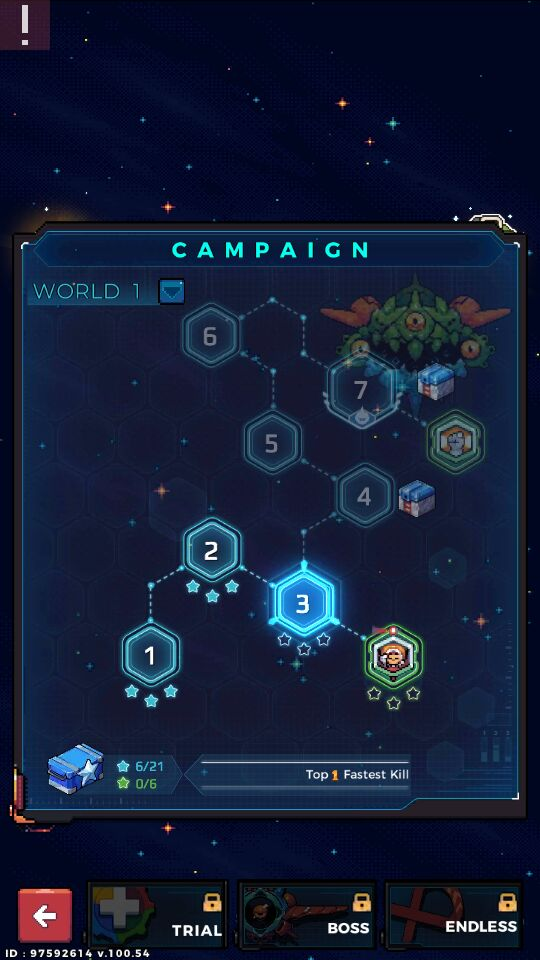 !
CAMPAIGN
WORLD 1
6
7
5
4
2
3
1
6/21
0/6
Top 1 Fastest Kill
TRIAL
BOSS
ENDLESS
ID : 97592614 v.100.54